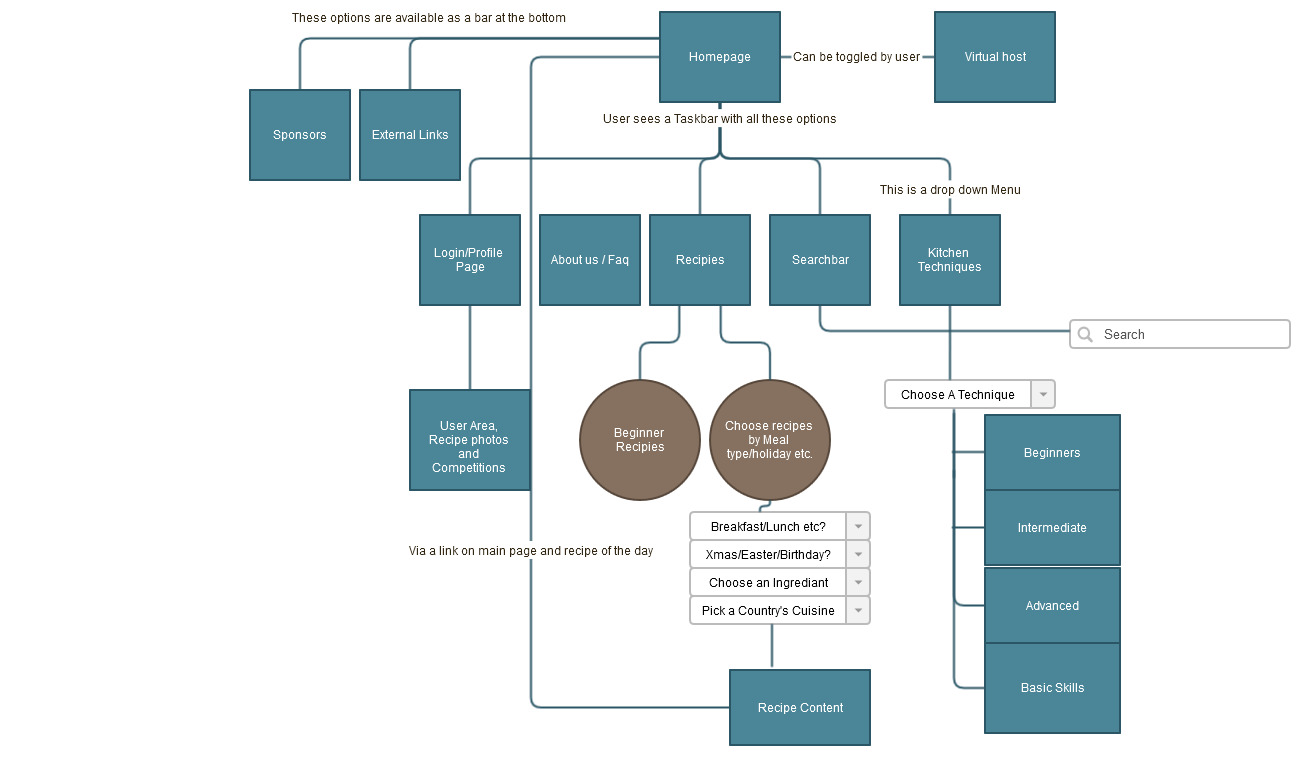 These options are available as a bar at the bottom
Homepage
Can be toggled by user
Virtual host
Sponsors
External Links
User sees a Taskbar with all these options
This is a drop down Menu
Login/Profile
Page
About us / Faq
Recipies
Searchbar
Kitchen
Techniques
Search
Choose A Technique
User Area,
Recipe photos
and
Competitions
Beginner
Recipies
Choose recipes
by Meal
type/holiday etc.
Beginners
Intermediate
Advanced
Basic Skills
Breakfast/Lunch etc?
Xmas/Easter/Birthday?
Choose an Ingrediant
Pick a Country's Cuisine
Via a link on main page and recipe of the day
Recipe Content